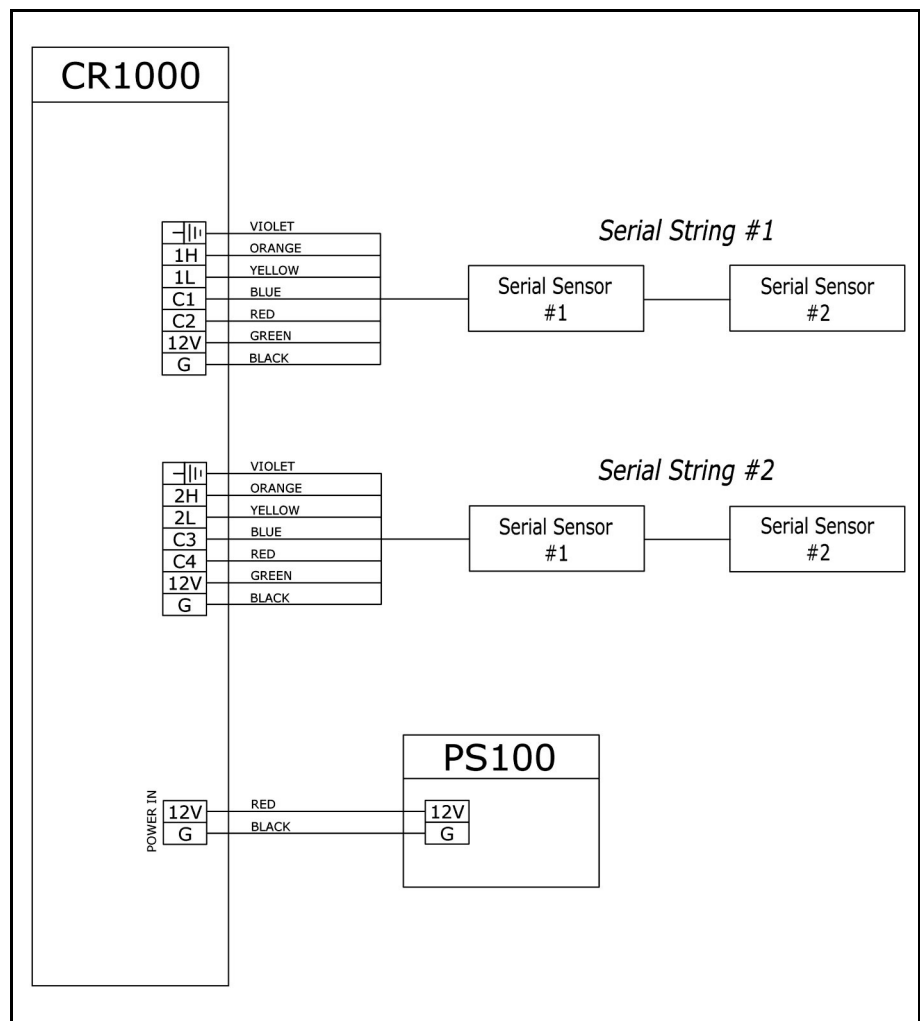 CR1000
VIOLET
1H ORANGE
1L YELLOW
C1 BLUE
C2 RED
12V GREEN
G BLACK
Serial String #1
Serial Sensor
#1
Serial Sensor
#2
VIOLET
2H ORANGE
2L YELLOW
C3 BLUE
C4 RED
12V GREEN
G BLACK
Serial String #2
Serial Sensor
#1
Serial Sensor
#2
PS100
POWER IN
12V RED 12V
G BLACK G